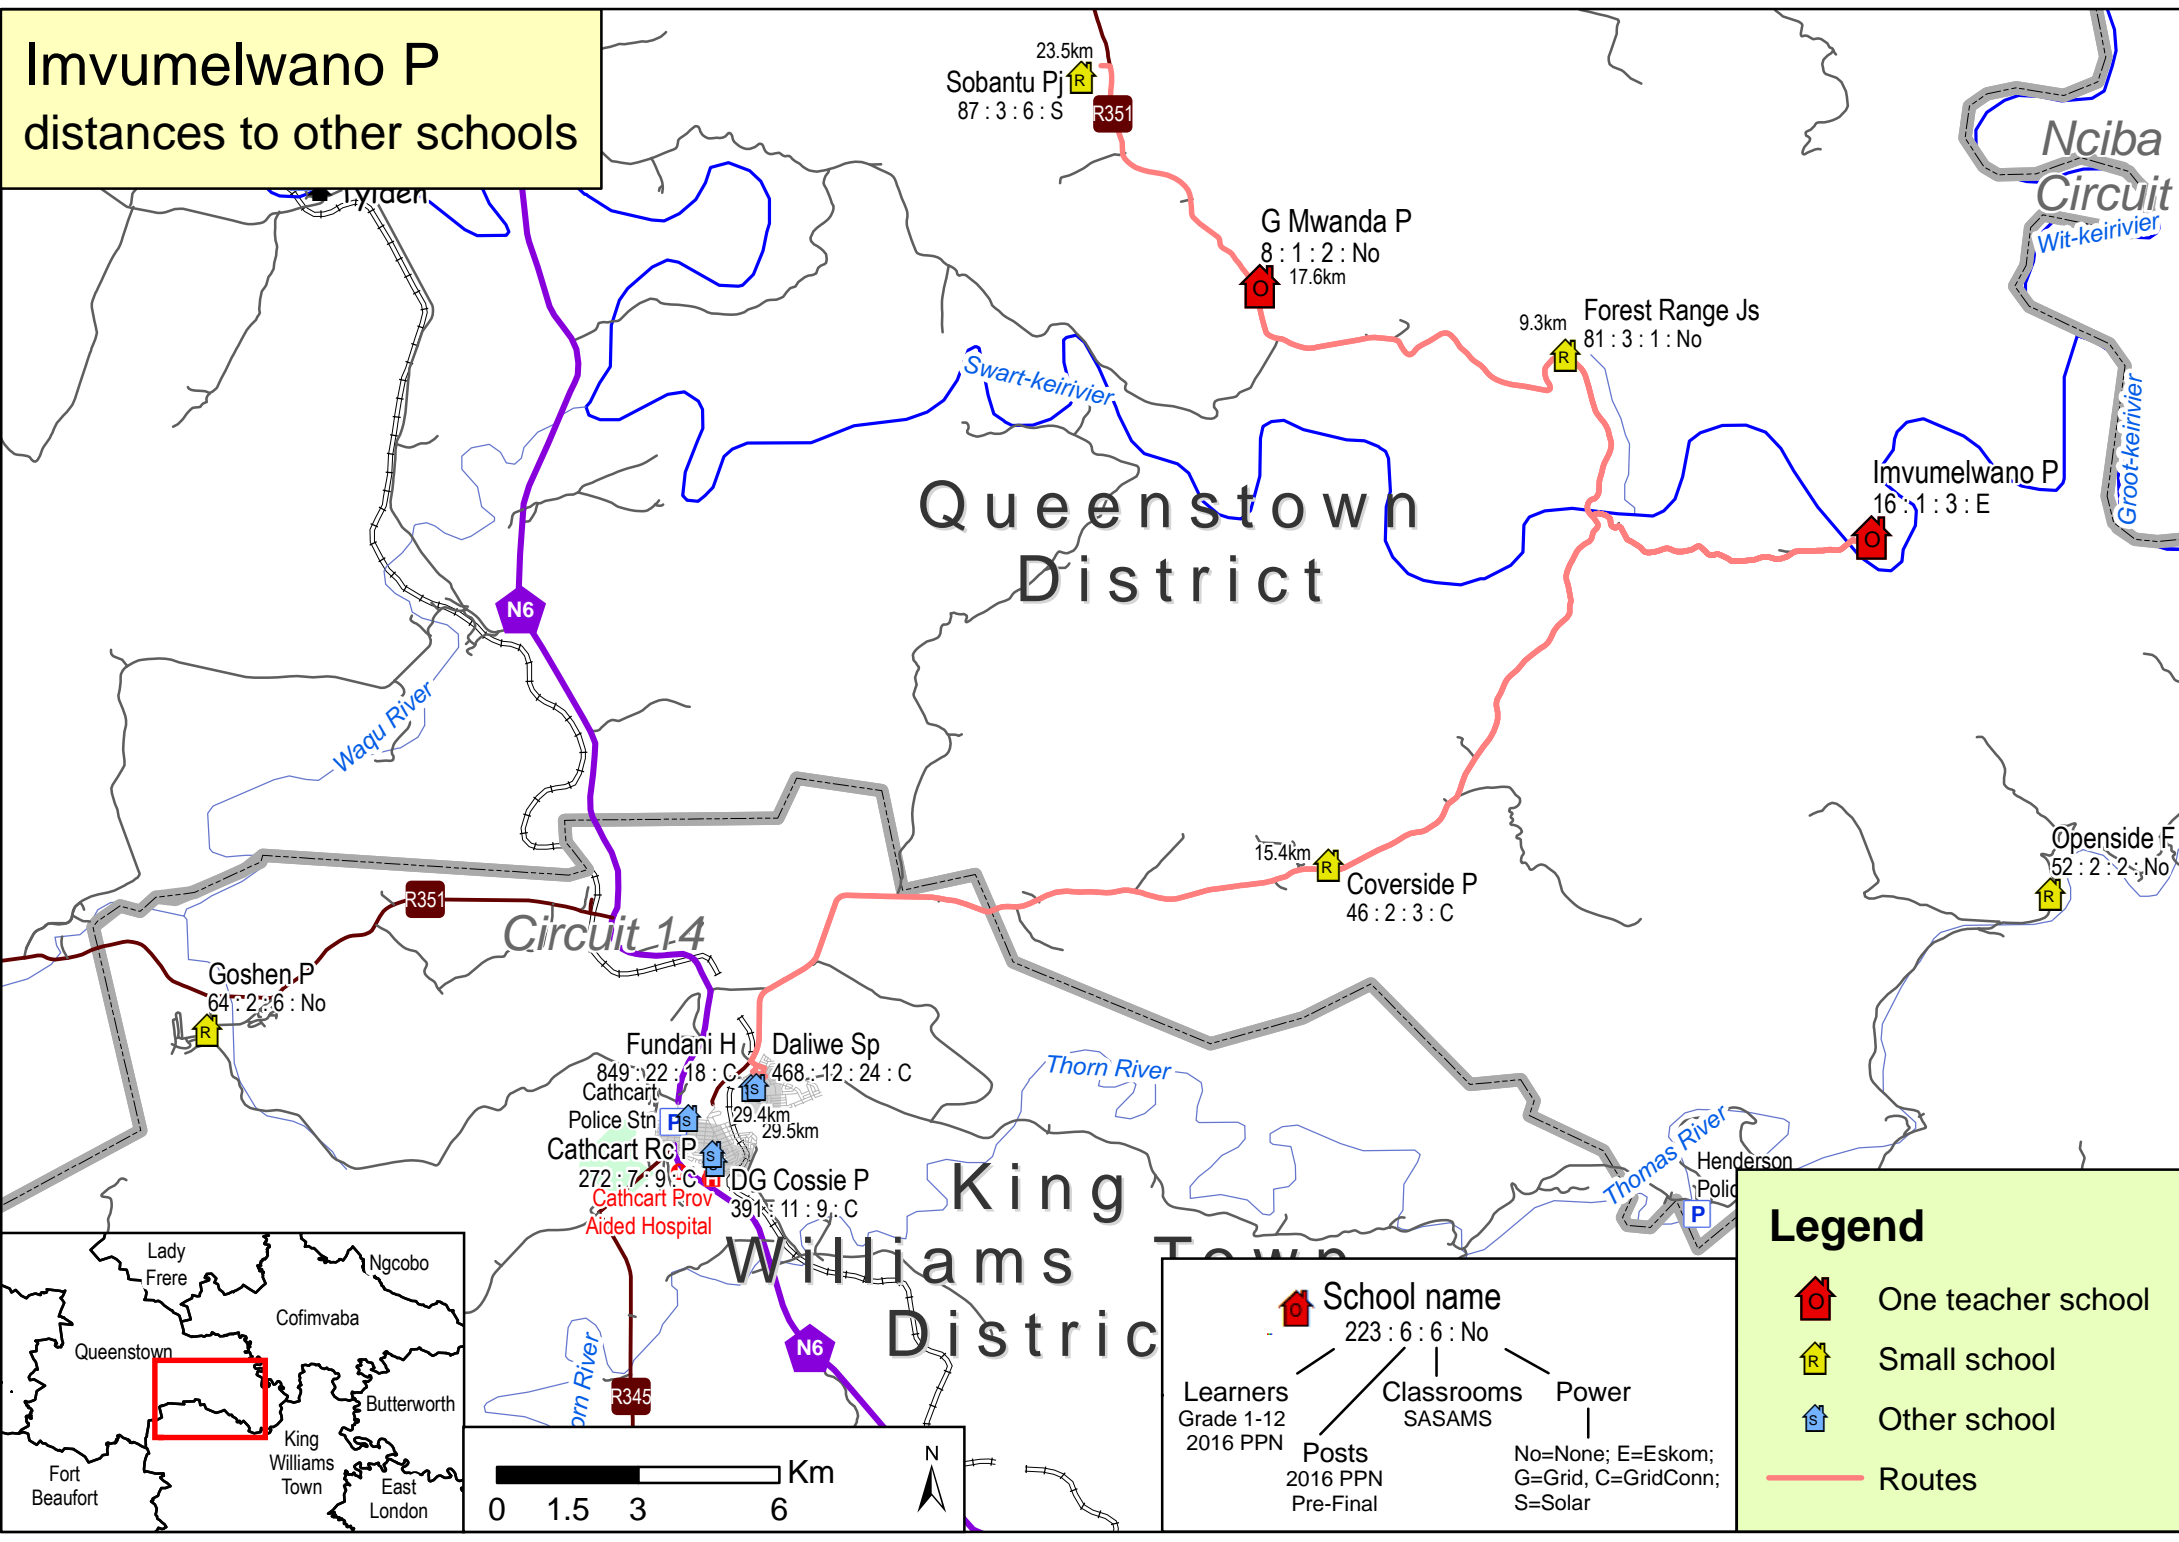 Imvumelwano P
distances to other schools
Tylden
23.5km
Sobantu Pj
87 : 3 : 6 : S
R351
Nciba
Circuit
Wit-keirivier
G Mwanda P
8 : 1 : 2 : No
17.6km
Forest Range Js
9.3km
81 : 3 : 1 : No
Swart-keirivier
Groot-keirivier
Imvumelwano P
16 : 1 : 3 : E
Queenstown
District
N6
Waqu River
15.4km
Coverside P
46 : 2 : 3 : C
Openside F
52 : 2 : 2 : No
R351
Circuit 14
Goshen P
64 : 2 : 6 : No
Fundani H
849 : 22 : 18 : C
Daliwe Sp
468 : 12 : 24 : C
Cathcart
Police Stn
P
29.4km
29.5km
Thorn River
Cathcart Rc P
272 : 7 : 9 : C
DG Cossie P
391 : 11 : 9 : C
Cathcart Prov
Aided Hospital
King
Williams Town
Distric
Thomas River
Henderson
Polic
P
N6
R345
orn River
Lady
Frere
Ngcobo
Cofimvaba
Queenstown
Butterworth
King
Williams
Town
Fort
Beaufort
East
London
Km
0 1.5 3 6
N
School name
223 : 6 : 6 : No
Learners
Grade 1-12
2016 PPN
Posts
2016 PPN
Pre-Final
Classrooms
SASAMS
Power
No=None; E=Eskom;
G=Grid, C=GridConn;
S=Solar
Legend
O One teacher school
R Small school
S Other school
Routes